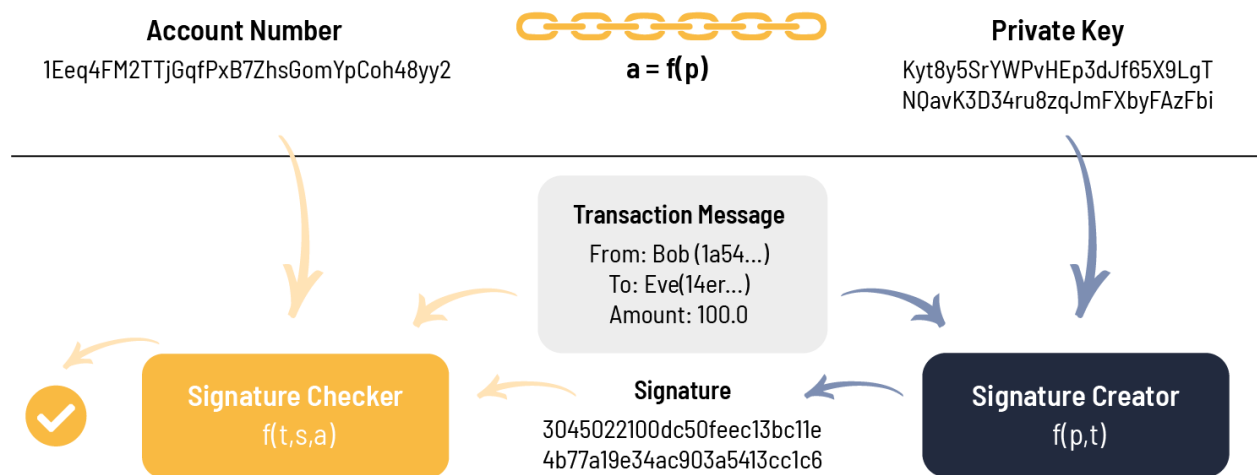 Account Number
1Eeq4FM2TTjGqfPxB7ZhsGomYpCoh48yy2
a = f(p)
Private Key
Kyt8y5SrYWPvHEp3dJf65X9LgT
NQavK3D34ru8zqJmFXbyFAzFbi
Transaction Message
From: Bob (1a54...)
To: Eve(14er...)
Amount: 100.0
Signature Checker
f(t,s,a)
Signature
3045022100dc50feec13bc11e
4b77a19e34ac903a5413cc1c6
Signature Creator
f(p,t)